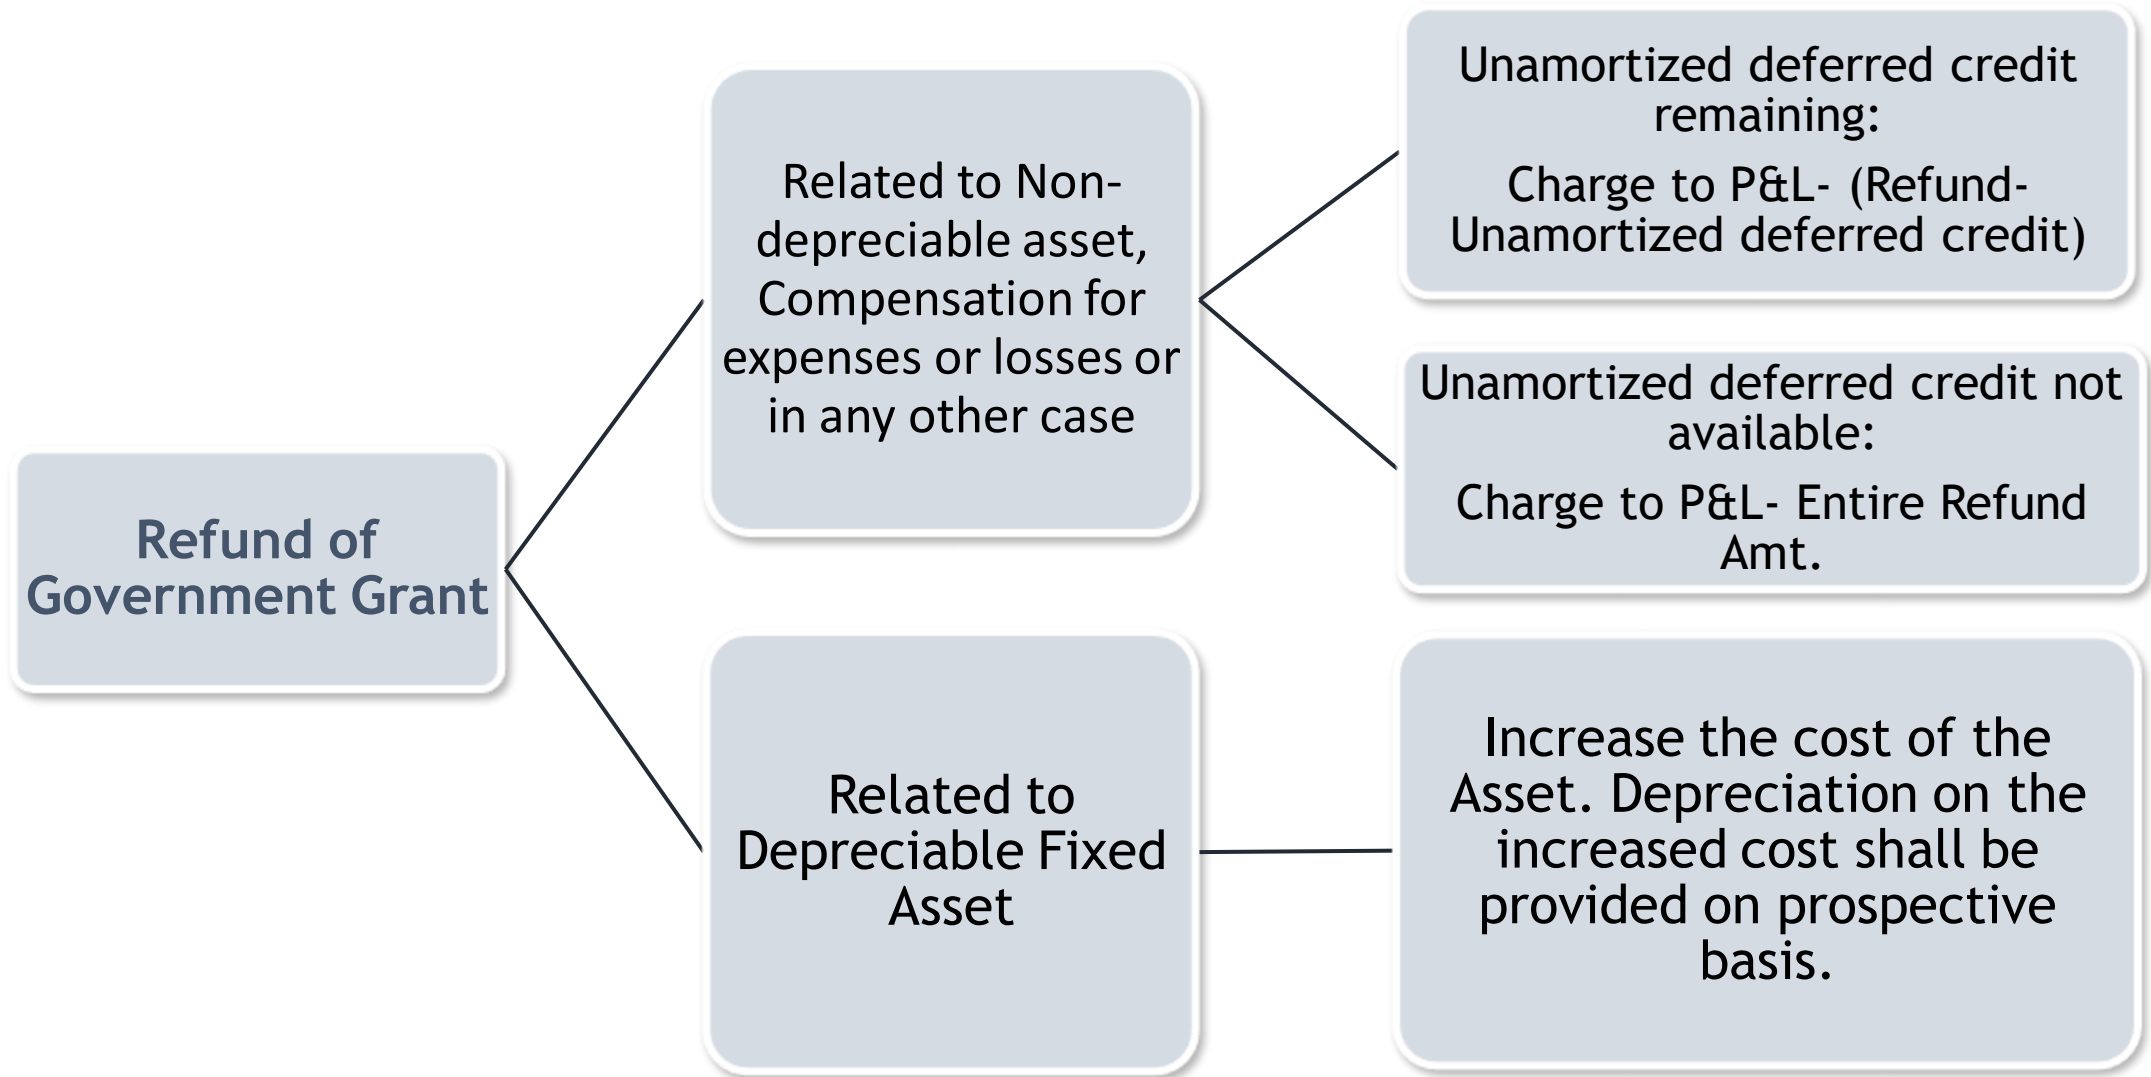 Refund of
Government Grant
Related to Non-
depreciable asset,
Compensation for
expenses or losses or
in any other case
Unamortized deferred credit
remaining:
Charge to P&L- (Refund-
Unamortized deferred credit)
Unamortized deferred credit not
available:
Charge to P&L- Entire Refund
Amt.
Related to
Depreciable Fixed
Asset
Increase the cost of the
Asset. Depreciation on the
increased cost shall be
provided on prospective
basis.